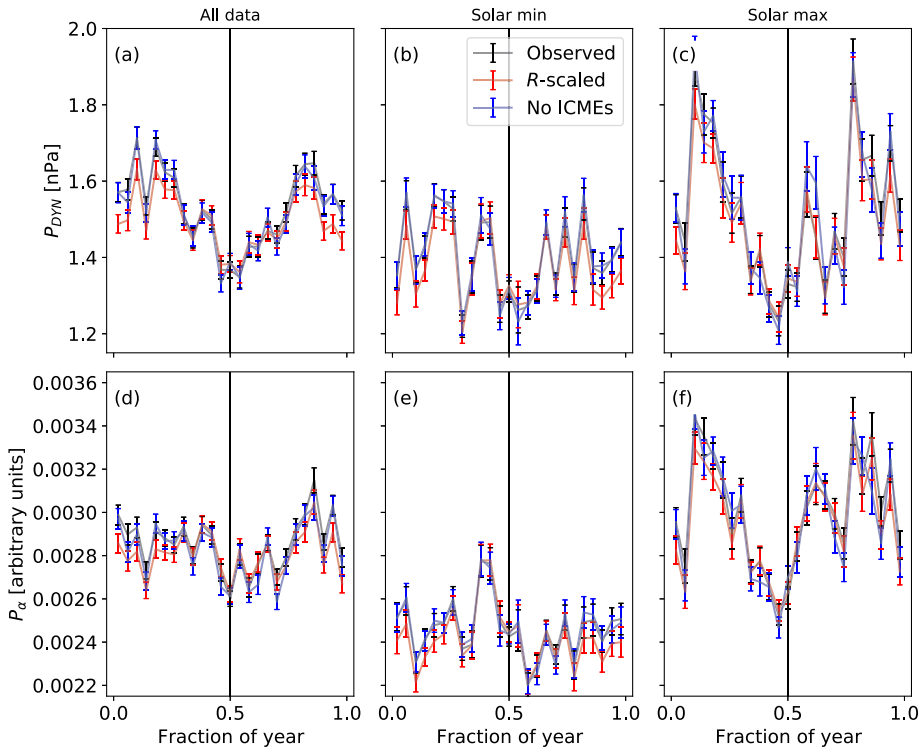 All data
Solar min
Solar max
(a)
(b)
(c)
Observed
R-scaled
No ICMEs
P_DYN [nPa]
2.0
1.8
1.6
1.4
1.2
(d)
(e)
(f)
P_α [arbitrary units]
0.0036
0.0034
0.0032
0.0030
0.0028
0.0026
0.0024
0.0022
0.0 0.5 1.0
0.0 0.5 1.0
0.0 0.5 1.0
Fraction of year
Fraction of year
Fraction of year